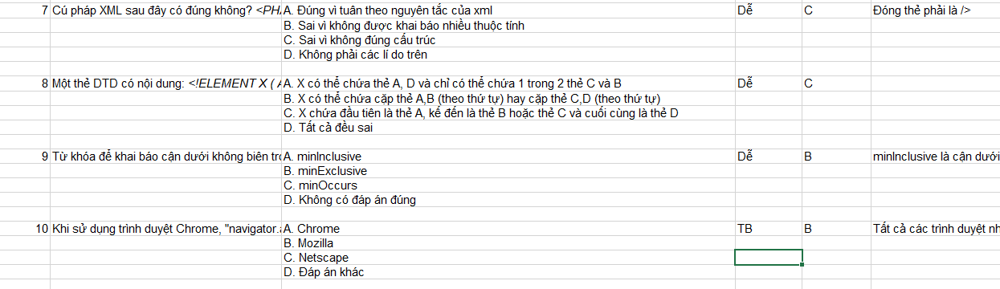 7 Cú pháp XML sau đây có đúng không? <PHA A. Đúng vì tuân theo nguyên tắc của xml Dễ C Đóng thẻ phải là />
B. Sai vì không được khai báo nhiều thuộc tính
C. Sai vì không đúng cấu trúc
D. Không phải các lí do trên
8 Một thẻ DTD có nội dung: <!ELEMENT X ( A. X có thể chứa thẻ A, D và chỉ có thể chứa 1 trong 2 thẻ C và B Dễ C
B. X có thể chứa cặp thẻ A,B (theo thứ tự) hay cặp thẻ C,D (theo thứ tự)
C. X chứa đầu tiên là thẻ A, kế đến là thẻ B hoặc thẻ C và cuối cùng là thẻ D
D. Tất cả đều sai
9 Từ khóa để khai báo cận dưới không biên A. minInclusive Dễ B minInclusive là cận dưới
B. minExclusive
C. minOccurs
D. Không có đáp án đúng
10 Khi sử dụng trình duyệt Chrome, "navigator. A. Chrome TB B Tất cả các trình duyệt
B. Mozilla
C. Netscape
D. Đáp án khác